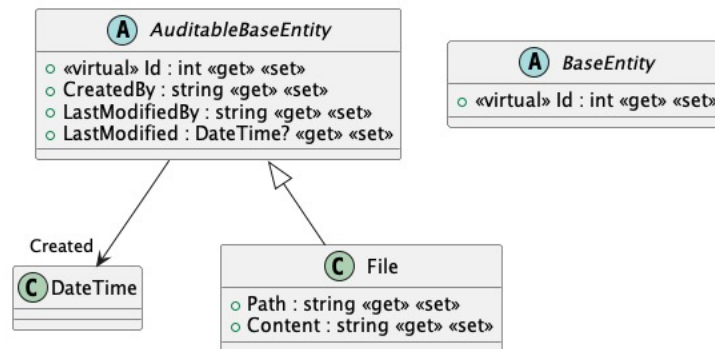 A AuditableBaseEntity
«virtual» Id : int «get» «set»
CreatedBy : string «get» «set»
LastModifiedBy : string «get» «set»
LastModified : DateTime? «get» «set»
A BaseEntity
«virtual» Id : int «get» «set»
Created
C DateTime
C File
Path : string «get» «set»
Content : string «get» «set»